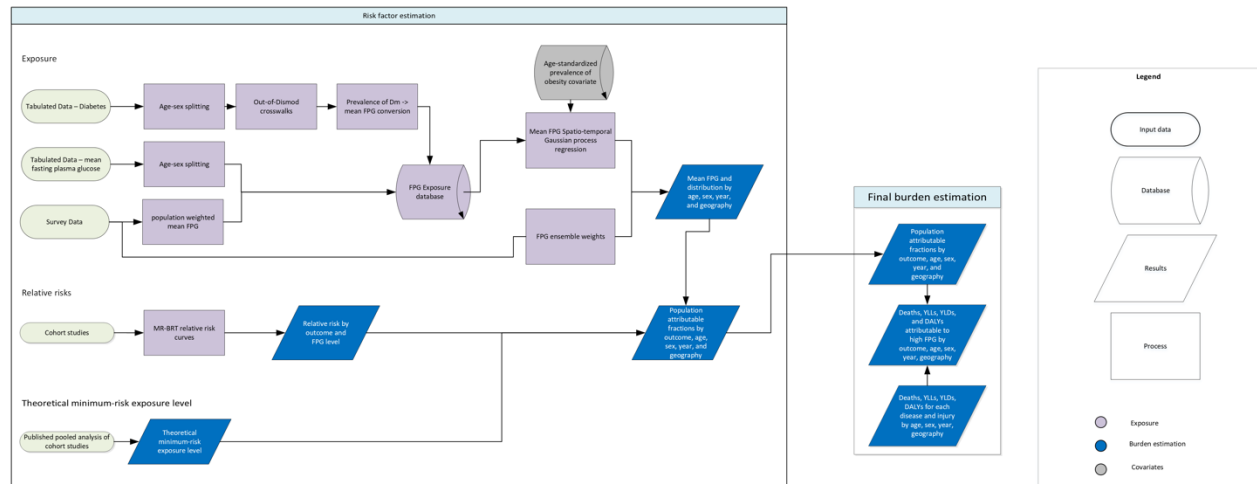 Risk factor estimation
Exposure
Tabulated Data – Diabetes
Age-sex splitting
Out-of-Dismod
crosswalks
Prevalence of Dm ->
mean FPG conversion
Age-standardized
prevalence of
obesity covariate
Tabulated Data – mean
fasting plasma glucose
Age-sex splitting
Survey Data
population weighted
mean FPG
FPG Exposure
database
Mean FPG Spatio-temporal
Gaussian process
regression
FPG ensemble weights
Mean FPG and
distribution by
age, sex, year,
and geography
Relative risks
Cohort studies
MR-BRT relative risk
curves
Relative risk by
outcome and
FPG level
Population
attributable
fractions by
outcome, age,
sex, year, and
geography
Theoretical minimum-risk exposure level
Published pooled analysis of
cohort studies
Theoretical
minimum-risk
exposure level
Final burden estimation
Population
attributable
fractions by
outcome, age, sex,
year, and
geography
Deaths, YLLs, YLDs,
and DALYs
attributable to
high FPG by
outcome, age, sex,
year, geography
Deaths, YLLs, YLDs,
DALYs for each
disease and injury
by age, sex, year,
geography
Legend
Input data
Database
Results
Process
Exposure
Burden estimation
Covariates